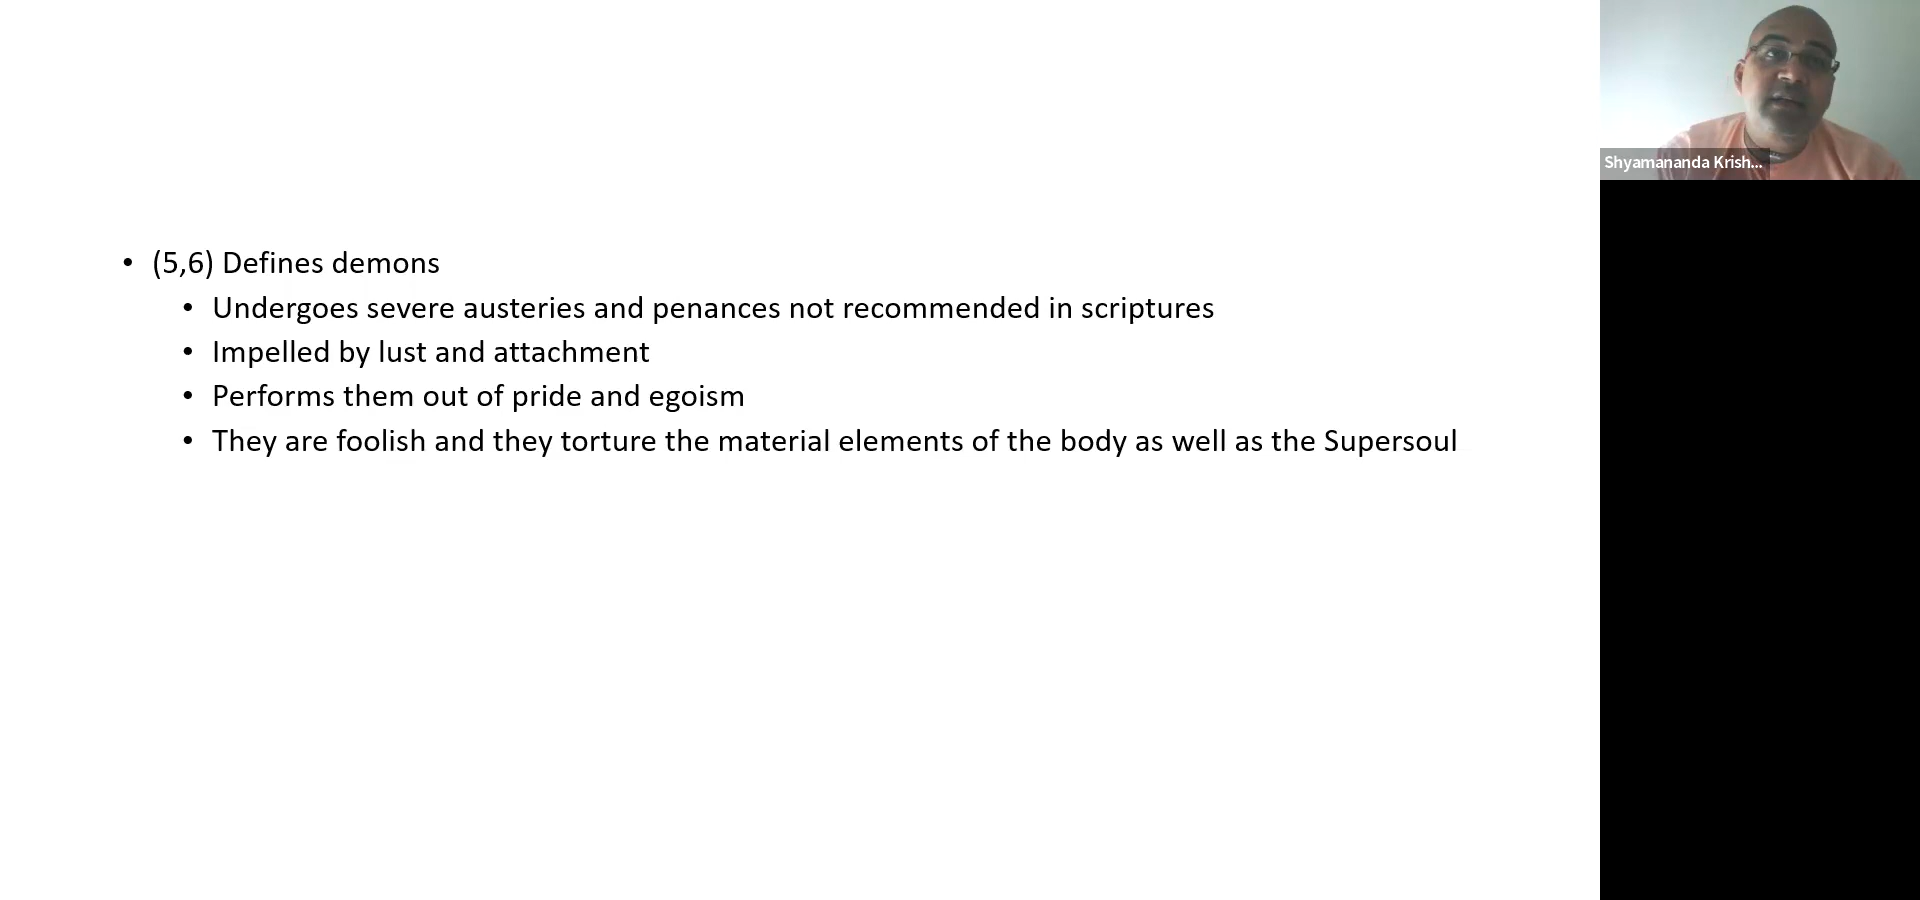 • (5,6) Defines demons
• Undergoes severe austeries and penances not recommended in scriptures
• Impelled by lust and attachment
• Performs them out of pride and egoism
• They are foolish and they torture the material elements of the body as well as the Supersoul
Shyamananda Krish...